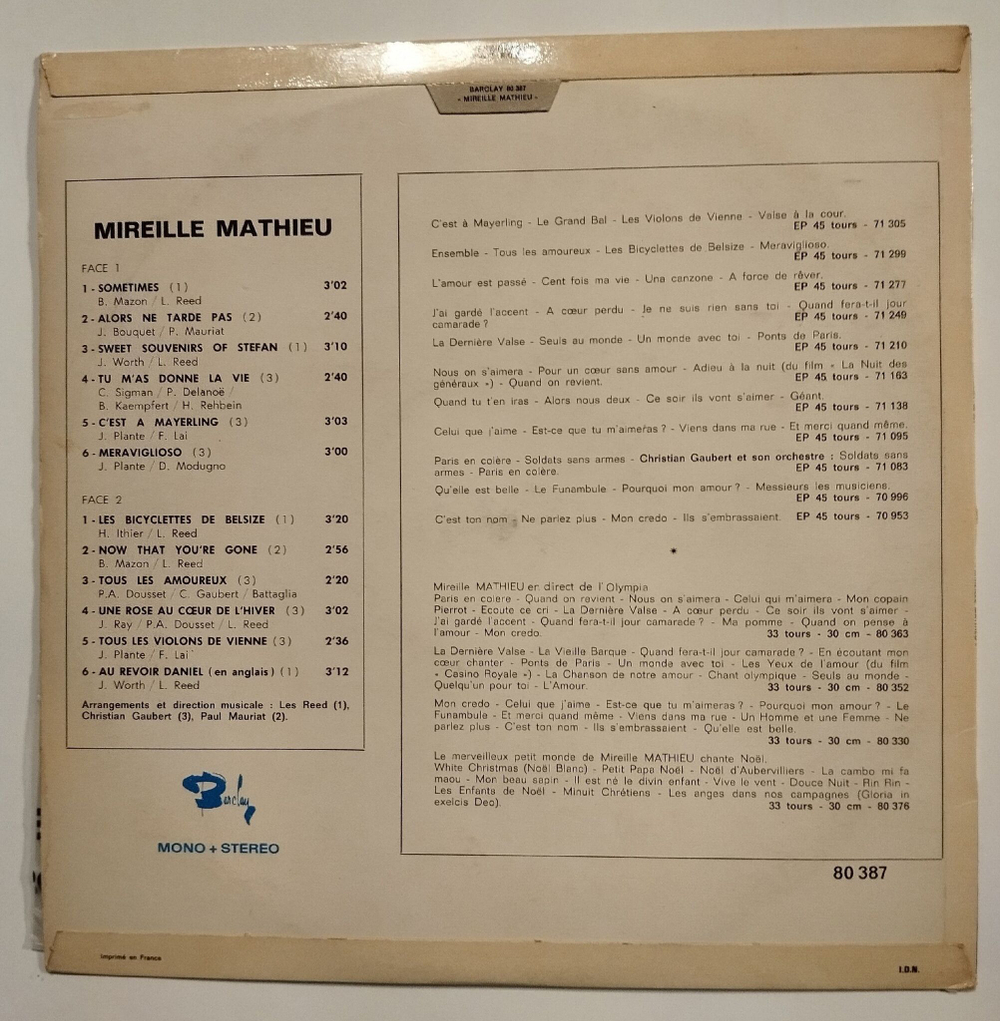 BARCLAY 80 387
- MIREILLE MATHIEU -
MIREILLE MATHIEU
FACE 1
1 - SOMETIMES (1) 3'02
B. Mazon / L. Reed
2 - ALORS NE TARDE PAS (2) 2'40
J. Bouquet / P. Mauriat
3 - SWEET SOUVENIRS OF STEFAN (1) 3'10
J. Worth / L. Reed
4 - TU M'AS DONNE LA VIE (3) 2'40
C. Sigman / P. Delanoë /
B. Kaempfert / H. Rehbein
5 - C'EST A MAYERLING (3) 3'03
J. Plante / F. Lai
6 - MERAVIGLIOSO (3) 3'00
J. Plante / D. Modugno
FACE 2
1 - LES BICYCLETTES DE BELSIZE (1) 3'20
H. Ithier / L. Reed
2 - NOW THAT YOU'RE GONE (2) 2'56
B. Mazon / L. Reed
3 - TOUS LES AMOUREUX (3) 2'20
P.A. Dousset / C. Gaubert / Battaglia
4 - UNE ROSE AU CŒUR DE L'HIVER (3) 3'02
J. Ray / P.A. Dousset / L. Reed
5 - TOUS LES VIOLONS DE VIENNE (3) 2'36
J. Plante / F. Lai
6 - AU REVOIR DANIEL (en anglais) (1) 3'12
J. Worth / L. Reed
Arrangements et direction musicale : Les Reed (1),
Christian Gaubert (3), Paul Mauriat (2).
Barclay
MONO + STEREO
C'est à Mayerling - Le Grand Bal - Les Violons de Vienne - Valse à la cour.
EP 45 tours - 71 305
Ensemble - Tous les amoureux - Les Bicyclettes de Belsize - Meraviglioso.
EP 45 tours - 71 299
L'amour est passé - Cent fois ma vie - Una canzone - A force de rêver.
EP 45 tours - 71 277
J'ai gardé l'accent - A cœur perdu - Je ne suis rien sans toi - Quand fera-t-il jour
camarade ? EP 45 tours - 71 249
La Dernière Valse - Seuls au monde - Un monde avec toi - Ponts de Paris.
EP 45 tours - 71 210
Nous on s'aimera - Pour un cœur sans amour - Adieu à la nuit (du film « La Nuit des
généraux ») - Quand on revient. EP 45 tours - 71 163
Quand tu t'en iras - Alors nous deux - Ce soir ils vont s'aimer - Géant.
EP 45 tours - 71 138
Celui que j'aime - Est-ce que tu m'aimeras ? - Viens dans ma rue - Et merci quand même.
EP 45 tours - 71 095
Paris en colère - Soldats sans armes - Christian Gaubert et son orchestre : Soldats sans
armes - Paris en colère. EP 45 tours - 71 083
Qu'elle est belle - Le Funambule - Pourquoi mon amour ? - Messieurs les musiciens.
EP 45 tours - 70 996
C'est ton nom - Ne parlez plus - Mon credo - Ils s'embrassaient. EP 45 tours - 70 953
*
Mireille MATHIEU en direct de l'Olympia
Paris en colere - Quand on revient - Nous on s'aimera - Celui qui m'aimera - Mon copain
Pierrot - Ecoute ce cri - La Dernière Valse - A cœur perdu - Ce soir ils vont s'aimer -
J'ai gardé l'accent - Quand fera-t-il jour camarade ? - Ma pomme - Quand on pense à
l'amour - Mon credo. 33 tours - 30 cm - 80 363
La Dernière Valse - La Vieille Barque - Quand fera-t-il jour camarade ? - En écoutant mon
cœur chanter - Ponts de Paris - Un monde avec toi - Les Yeux de l'amour (du film
« Casino Royale ») - La Chanson de notre amour - Chant olympique - Seuls au monde -
Quelqu'un pour toi - L'Amour. 33 tours - 30 cm - 80 352
Mon credo - Celui que j'aime - Est-ce que tu m'aimeras ? - Pourquoi mon amour ? - Le
Funambule - Et merci quand même - Viens dans ma rue - Un Homme et une Femme - Ne
parlez plus - C'est ton nom - Ils s'embrassaient - Qu'elle est belle.
33 tours - 30 cm - 80 330
Le merveilleux petit monde de Mireille MATHIEU chante Noël.
White Christmas (Noël Blanc) - Petit Papa Noël - Noël d'Aubervilliers - La cambo mi fa
maou - Mon beau sapin - Il est né le divin enfant - Vive le vent - Douce Nuit - Rin Rin -
Les Enfants de Noël - Minuit Chrétiens - Les anges dans nos campagnes (Gloria in
exelcis Deo). 33 tours - 30 cm - 80 376
80 387
Imprimé en France
I.D.N.